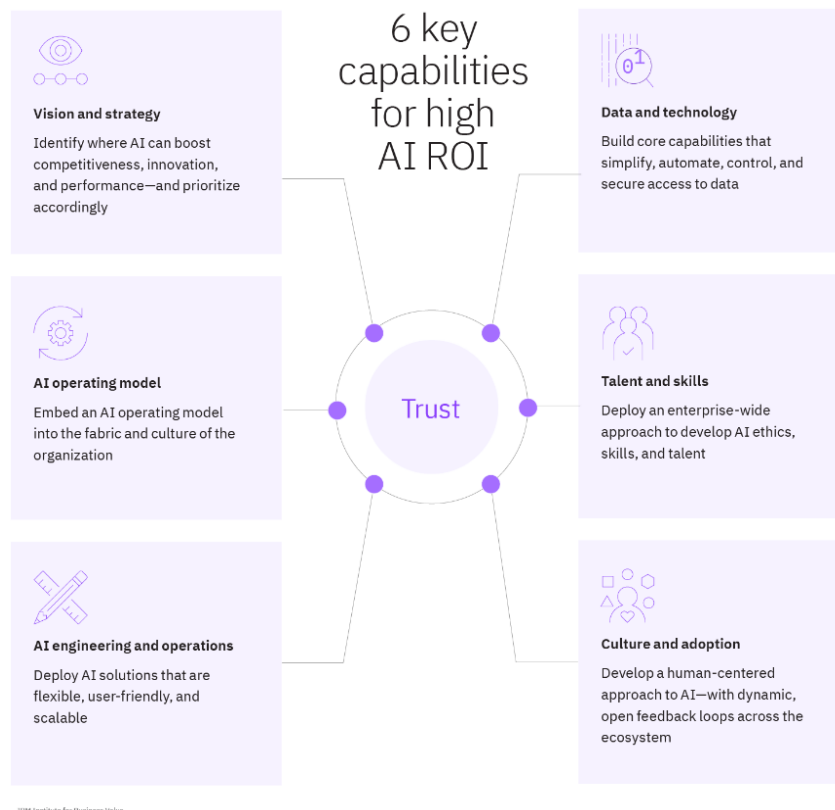 6 key
capabilities
for high
AI ROI
Vision and strategy
Identify where AI can boost
competitiveness, innovation,
and performance—and prioritize
accordingly
AI operating model
Embed an AI operating model
into the fabric and culture of the
organization
AI engineering and operations
Deploy AI solutions that are
flexible, user-friendly, and
scalable
Trust
Data and technology
Build core capabilities that
simplify, automate, control, and
secure access to data
Talent and skills
Deploy an enterprise-wide
approach to develop AI ethics,
skills, and talent
Culture and adoption
Develop a human-centered
approach to AI—with dynamic,
open feedback loops across the
ecosystem
01